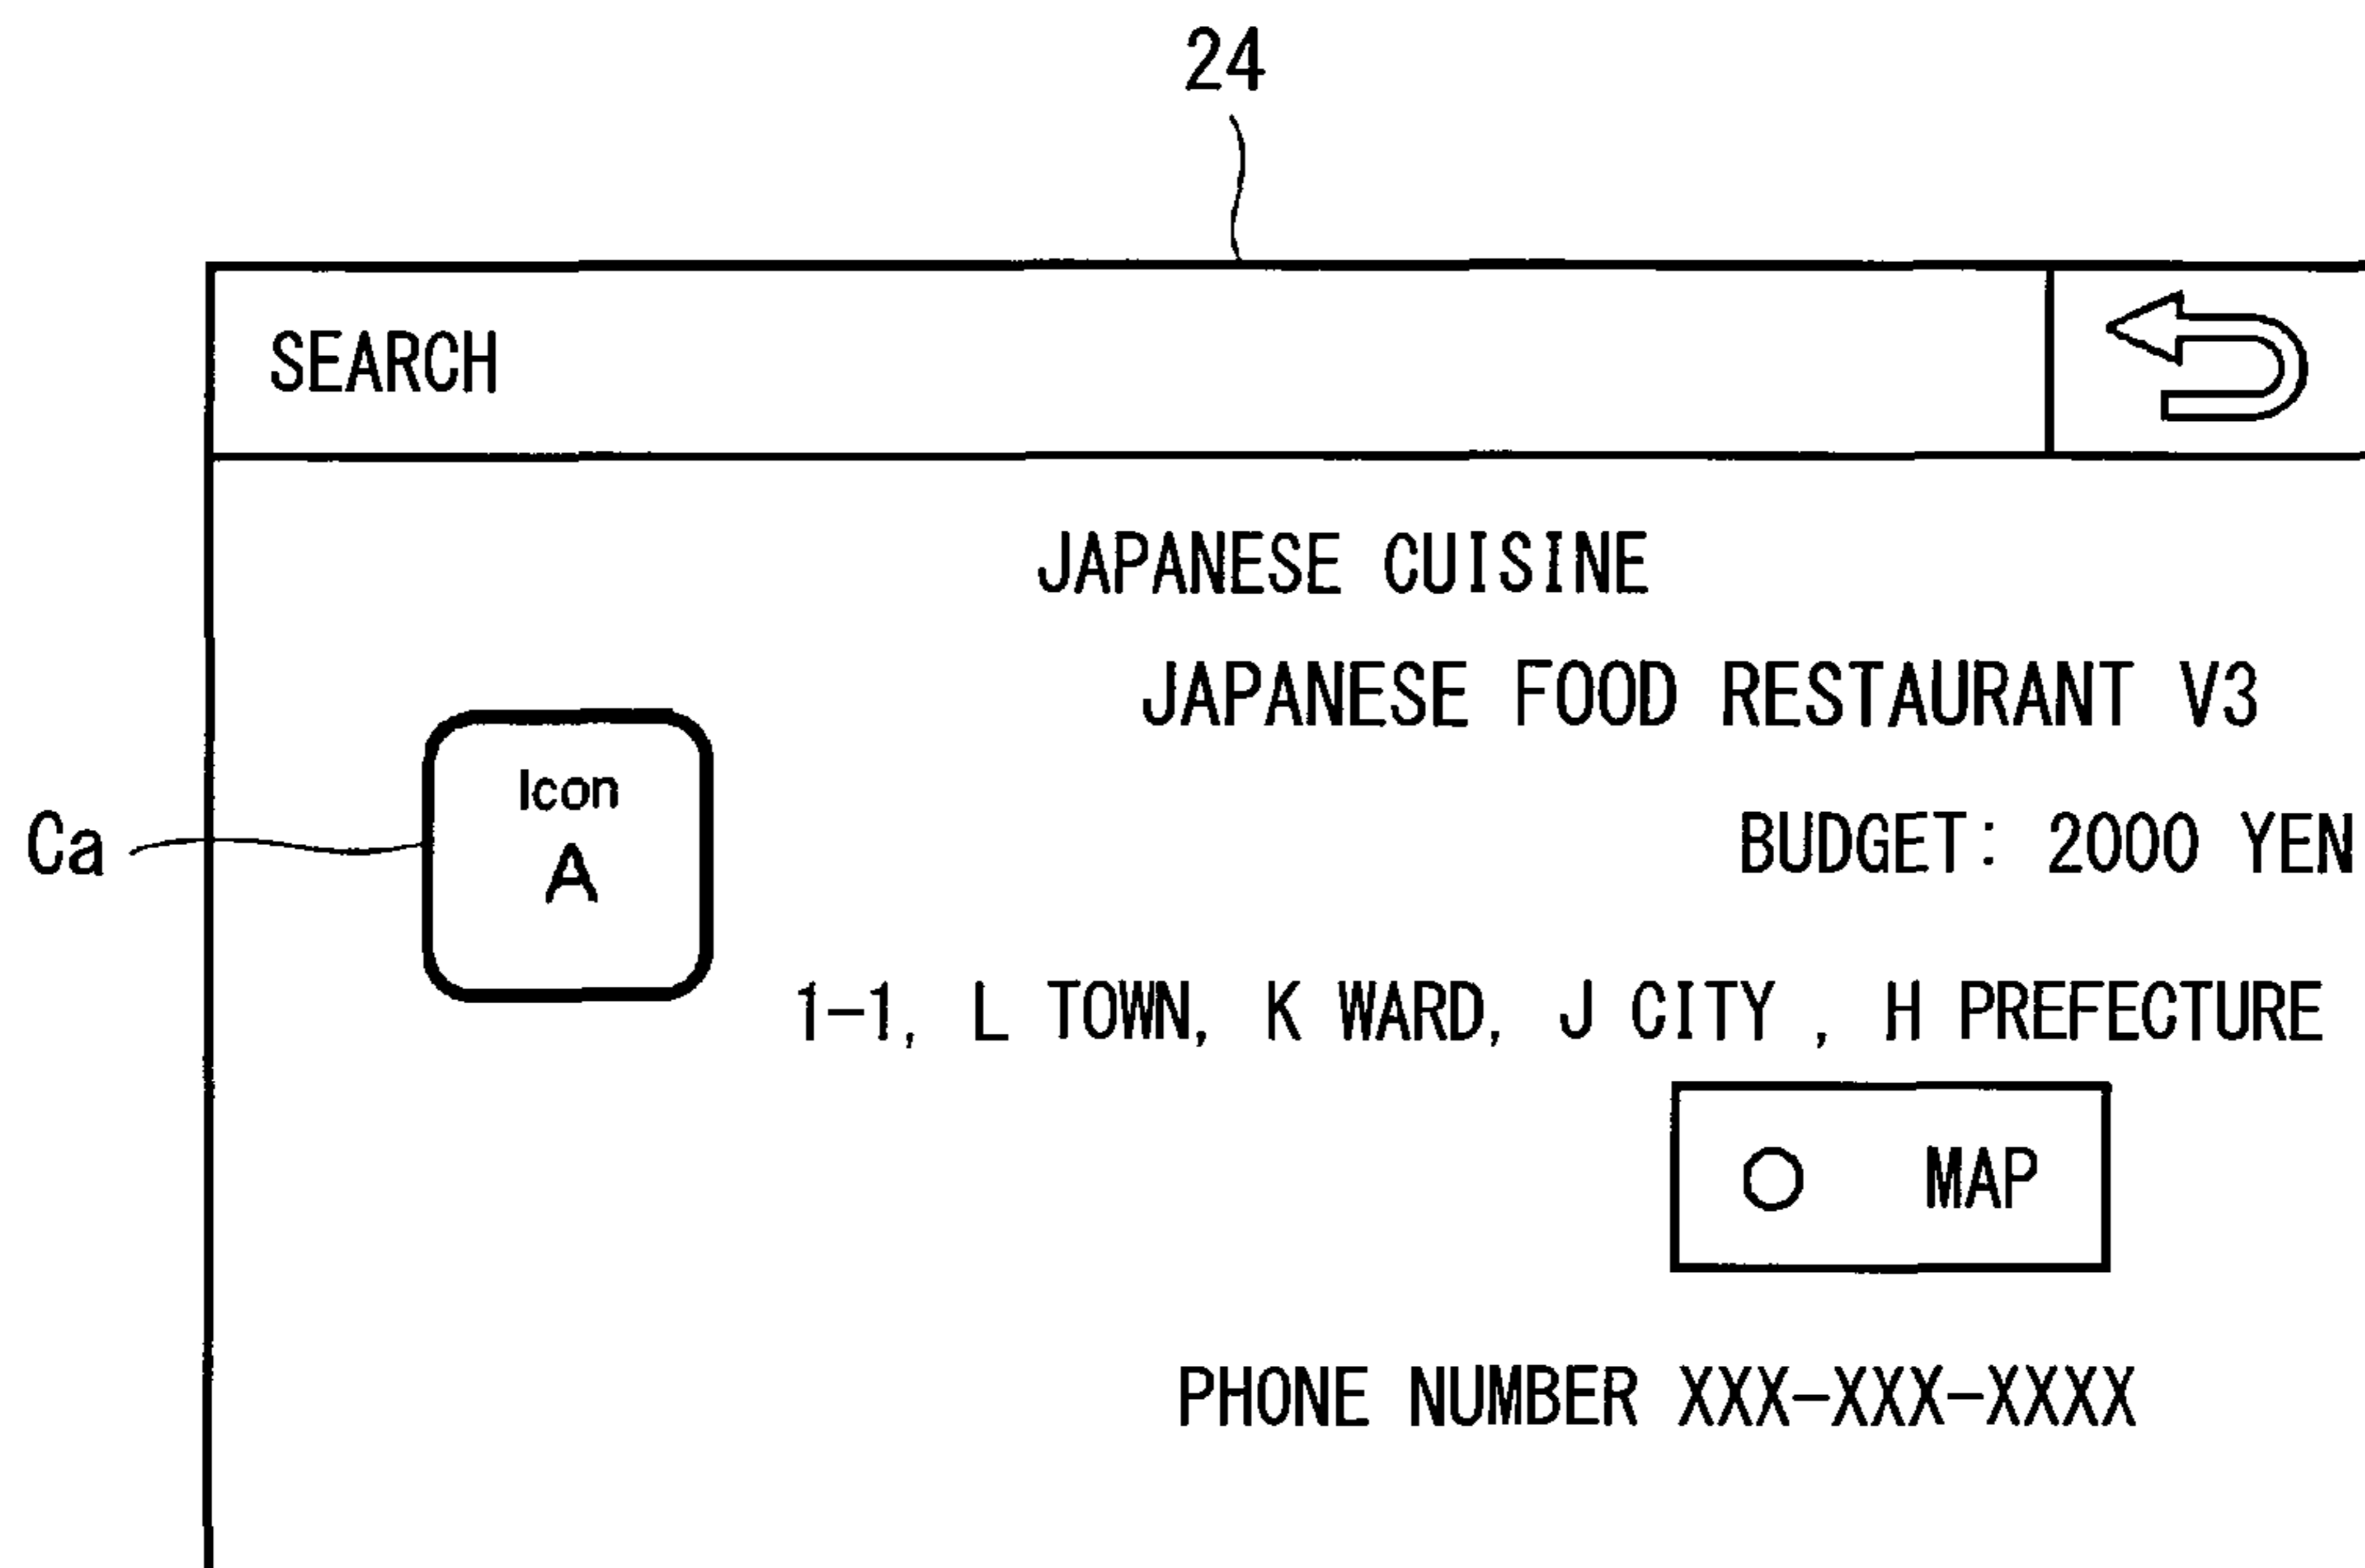 24
SEARCH
JAPANESE CUISINE
JAPANESE FOOD RESTAURANT V3
Icon
A
Ca
BUDGET: 2000 YEN
1-1, L TOWN, K WARD, J CITY , H PREFECTURE
MAP
PHONE NUMBER XXX-XXX-XXXX